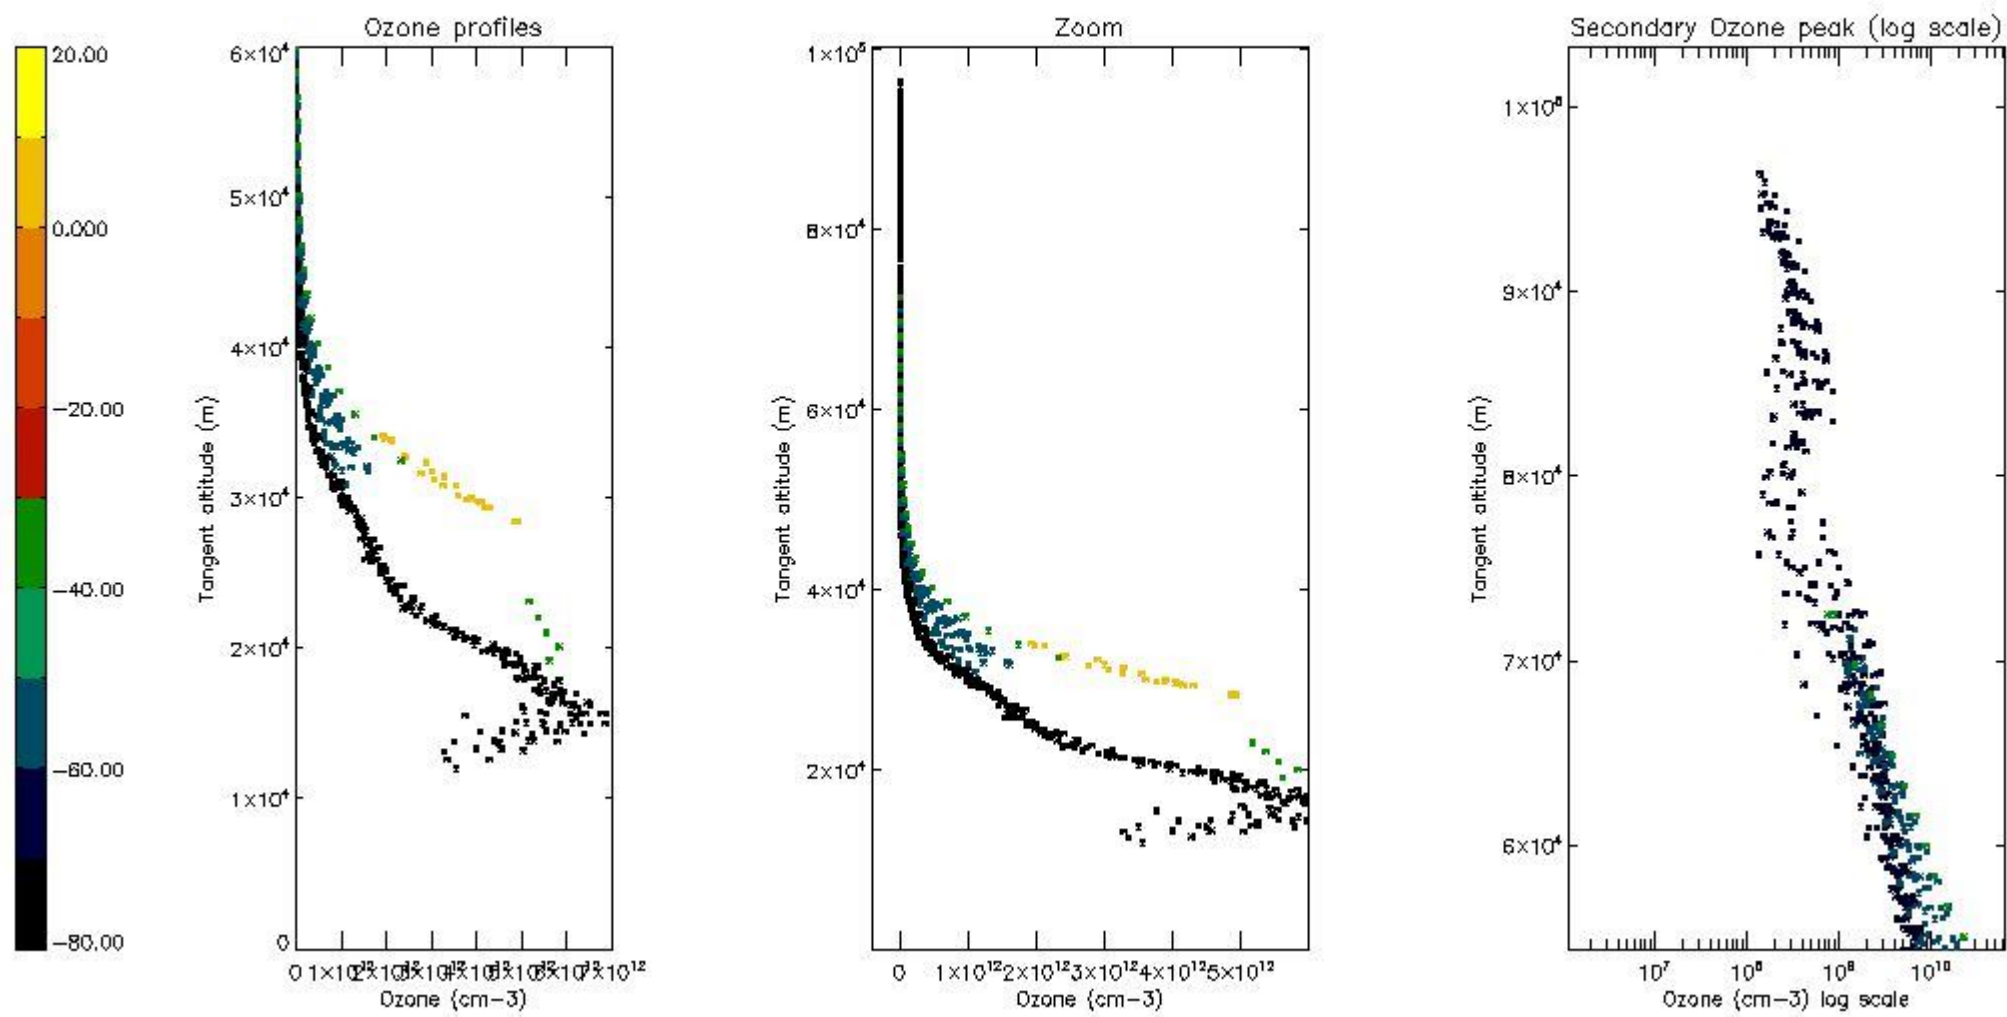 Ozone profiles
Zoom
Secondary Ozone peak (log scale)
20.00
0.000
−20.00
−40.00
−60.00
−80.00
6×10⁴
5×10⁴
4×10⁴
3×10⁴
2×10⁴
1×10⁴
0
Tangent altitude (m)
Ozone (cm−3)
1×10⁵
8×10⁴
6×10⁴
4×10⁴
2×10⁴
Tangent altitude (m)
0 1×10¹² 2×10¹² 3×10¹² 4×10¹² 5×10¹²
Ozone (cm−3)
9×10⁴
8×10⁴
7×10⁴
6×10⁴
Tangent altitude (m)
10⁷ 10⁸ 10⁹ 10¹⁰
Ozone (cm−3) log scale